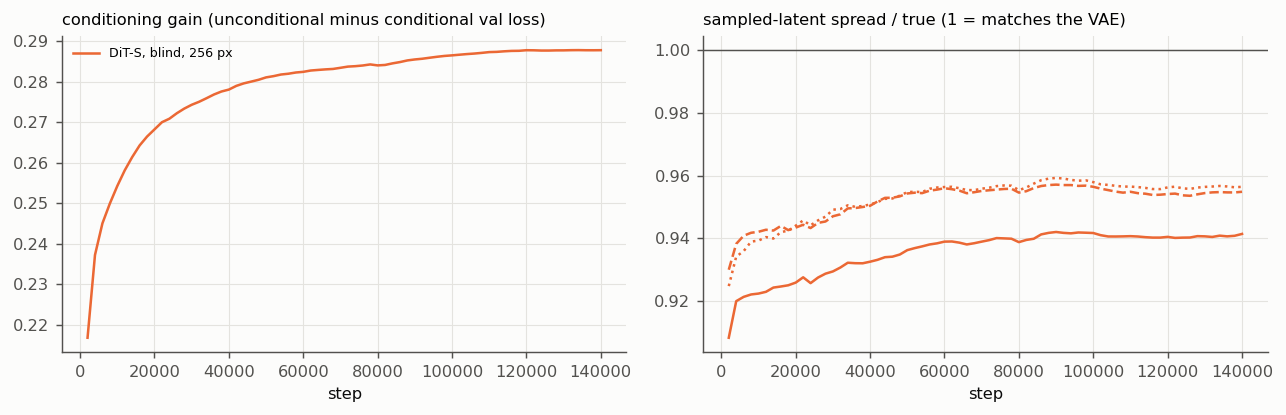 conditioning gain (unconditional minus conditional val loss)
0.29
0.28
0.27
0.26
0.25
0.24
0.23
0.22
DiT-S, blind, 256 px
0 20000 40000 60000 80000 100000 120000 140000
step
sampled-latent spread / true (1 = matches the VAE)
1.00
0.98
0.96
0.94
0.92
0 20000 40000 60000 80000 100000 120000 140000
step